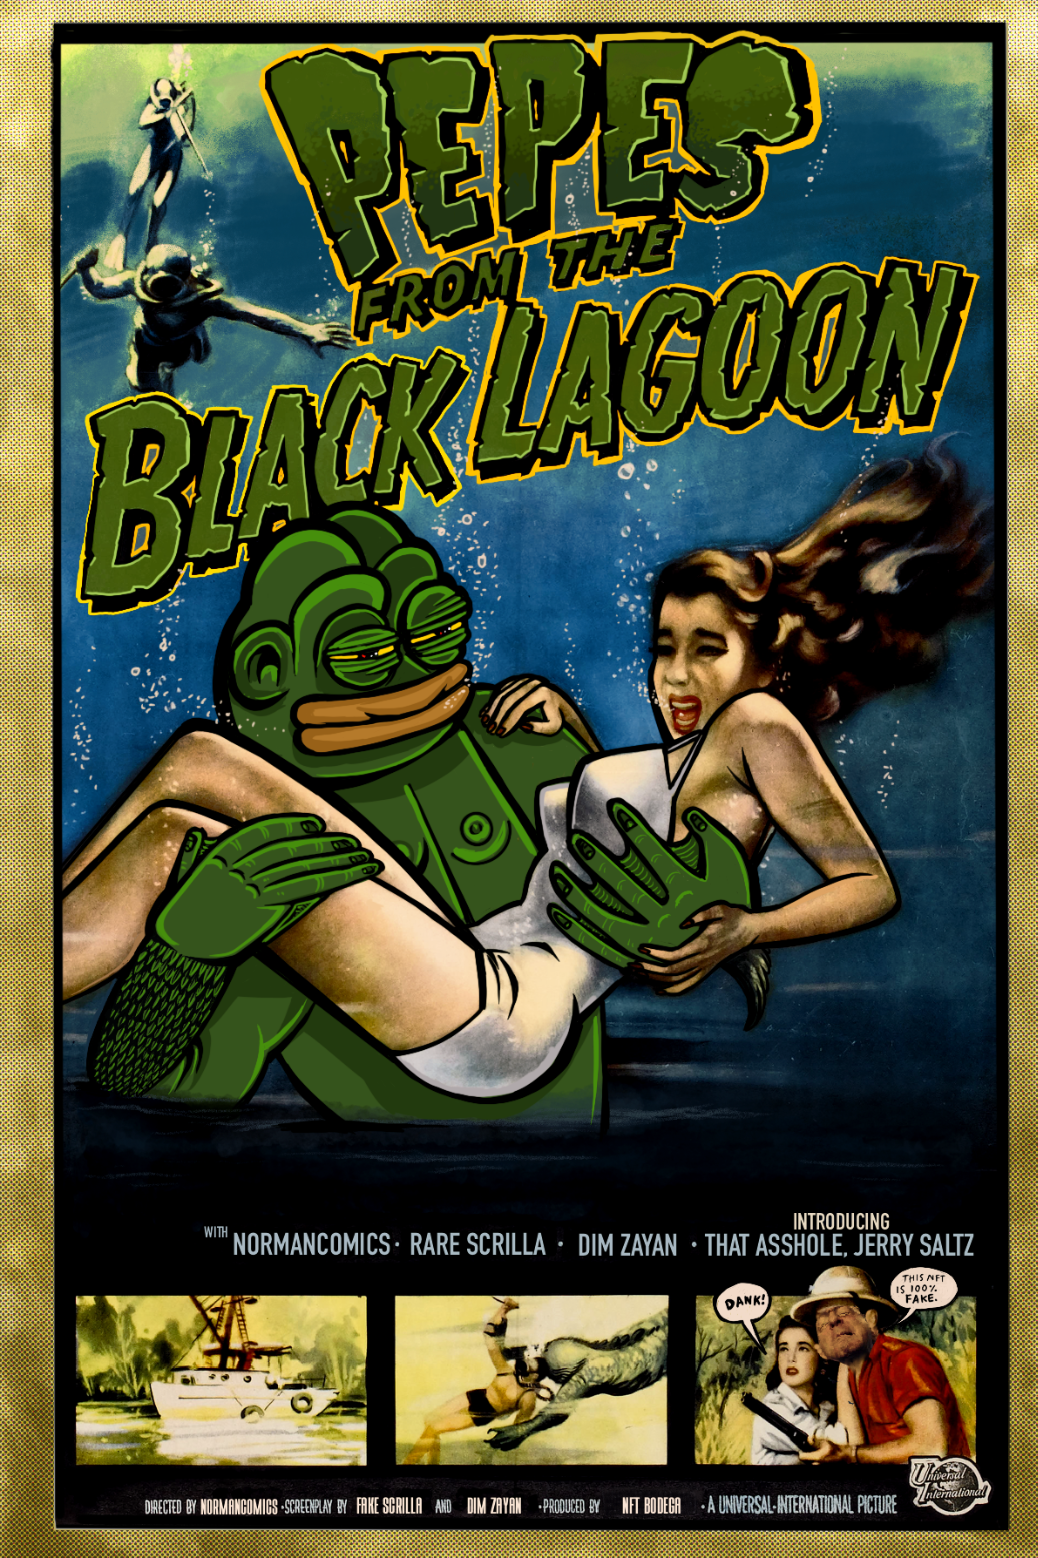 PEPES
FROM THE
BLACK LAGOON
INTRODUCING
WITH NORMANCOMICS · RARE SCRILLA · DIM ZAYAN · THAT ASSHOLE, JERRY SALTZ
DANK!
THIS NFT
IS 100%
FAKE.
DIRECTED BY NORMANCOMICS · SCREENPLAY BY FAKE SCRILLA AND DIM ZAYAN · PRODUCED BY NFT BODEGA · A UNIVERSAL-INTERNATIONAL PICTURE
Universal
International